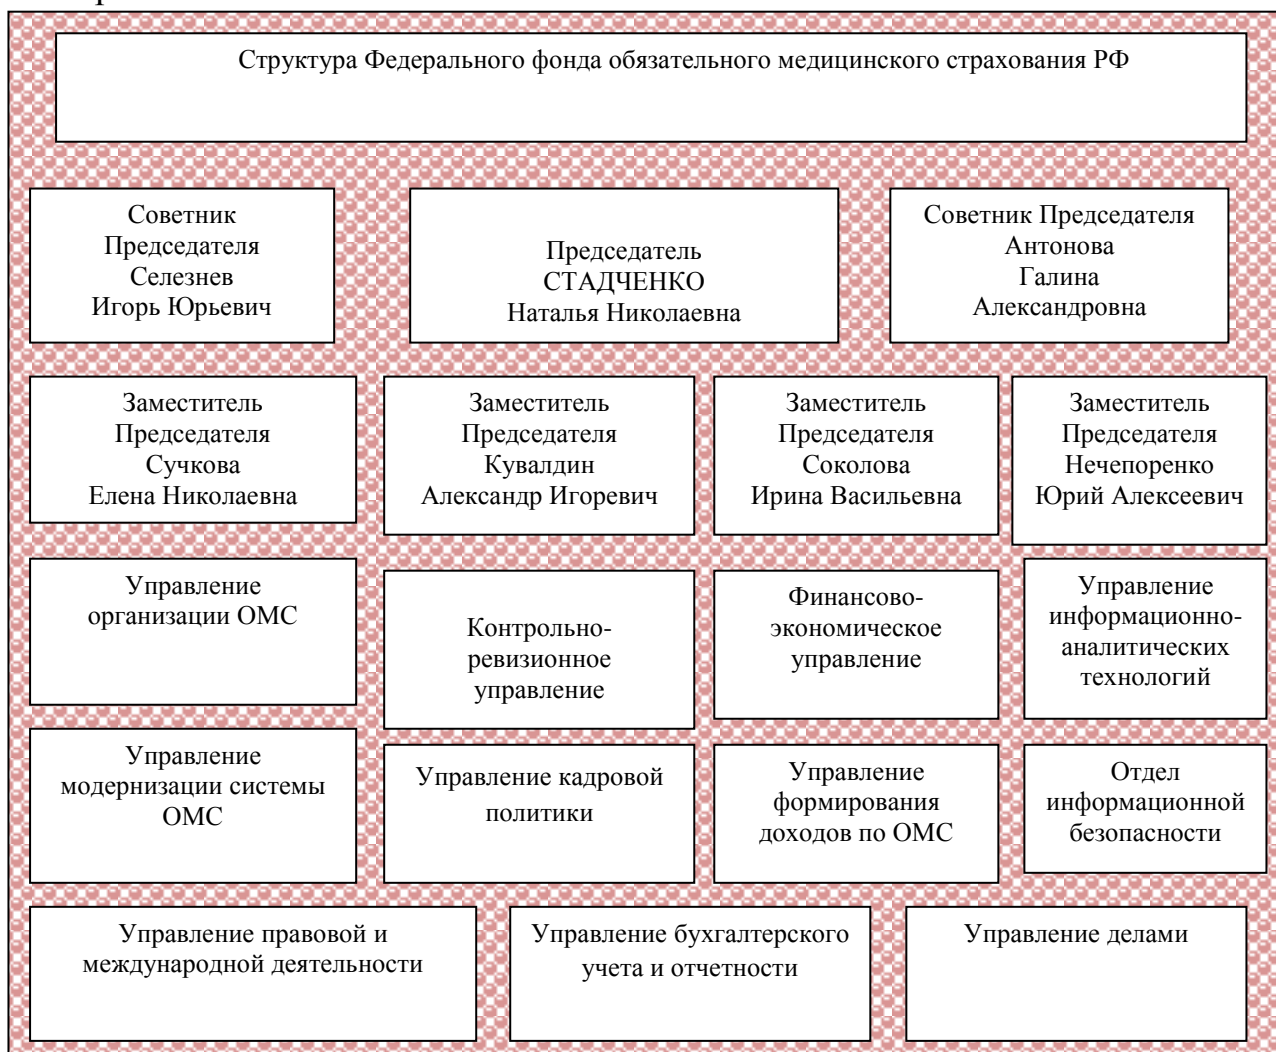 Структура Федерального фонда обязательного медицинского страхования РФ
Советник
Председателя
Селезнев
Игорь Юрьевич
Председатель
СТАДЧЕНКО
Наталья Николаевна
Советник Председателя
Антонова
Галина
Александровна
Заместитель
Председателя
Сучкова
Елена Николаевна
Заместитель
Председателя
Кувалдин
Александр Игоревич
Заместитель
Председателя
Соколова
Ирина Васильевна
Заместитель
Председателя
Нечепоренко
Юрий Алексеевич
Управление
организации ОМС
Контрольно-
ревизионное
управление
Финансово-
экономическое
управление
Управление
информационно-
аналитических
технологий
Управление
модернизации системы
ОМС
Управление кадровой
политики
Управление
формирования
доходов по ОМС
Отдел
информационной
безопасности
Управление правовой и
международной деятельности
Управление бухгалтерского
учета и отчетности
Управление делами